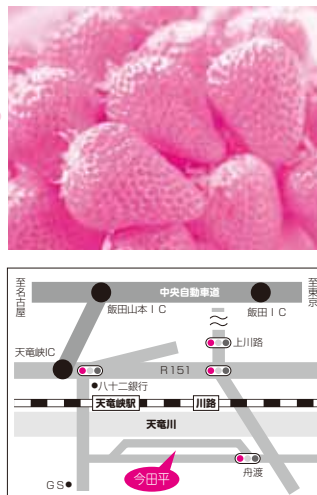 至名古屋
中央自動車道
至東京
飯田山本IC
飯田IC
上川路
天竜峡IC
R151
●八十二銀行
天竜峡駅
川路
天竜川
今田平
舟渡
GS●